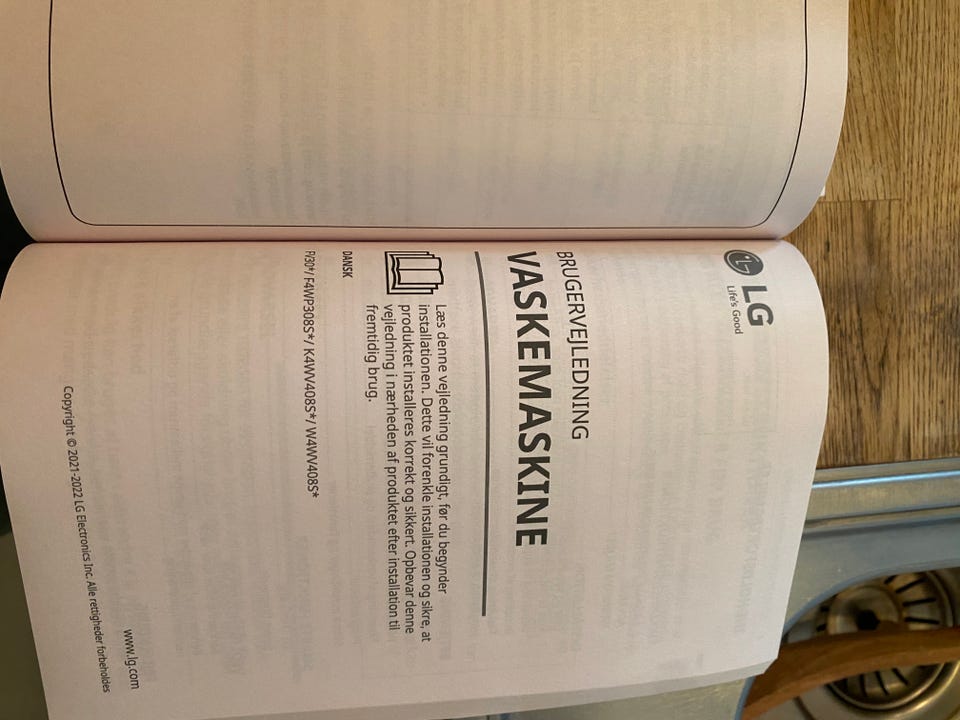 LG
Life's Good
BRUGERVEJLEDNING
VASKEMASKINE
Læs denne vejledning grundigt, før du begynder
installationen. Dette vil forenkle installationen og sikre, at
produktet installeres korrekt og sikkert. Opbevar denne
vejledning i nærheden af produktet efter installation til
fremtidig brug.
DANSK
P/30*/ F4WP308S*/ K4WV408S*/ W4WV408S*
www.lg.com
Copyright © 2021-2022 LG Electronics Inc. Alle rettigheder forbeholdes